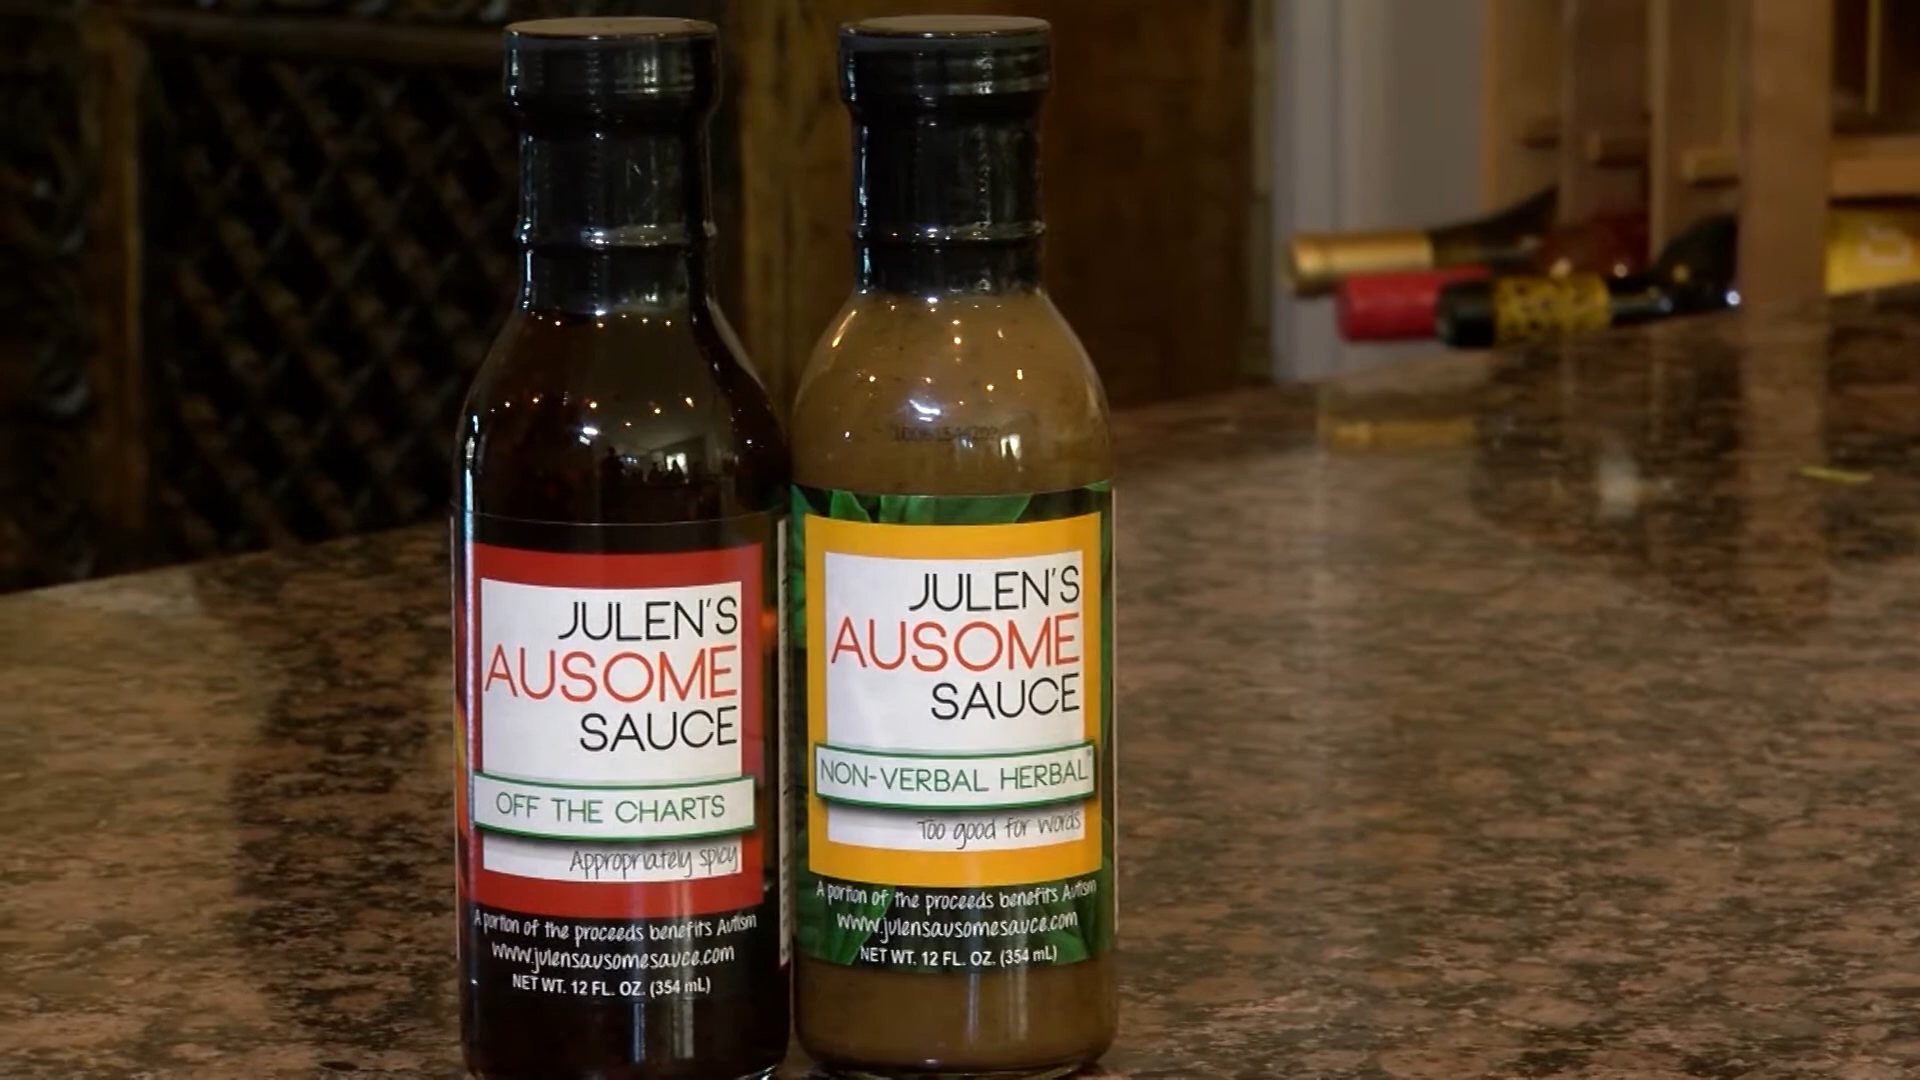 JULEN'S
AUSOME
SAUCE
OFF THE CHARTS
Appropriately spicy
A portion of the proceeds benefits Autism
www.julensausomesauce.com
NET WT. 12 FL. OZ. (354 mL)
JULEN'S
AUSOME
SAUCE
NON-VERBAL HERBAL™
Too good for words
A portion of the proceeds benefits Autism
www.julensausomesauce.com
NET WT. 12 FL. OZ. (354 mL)